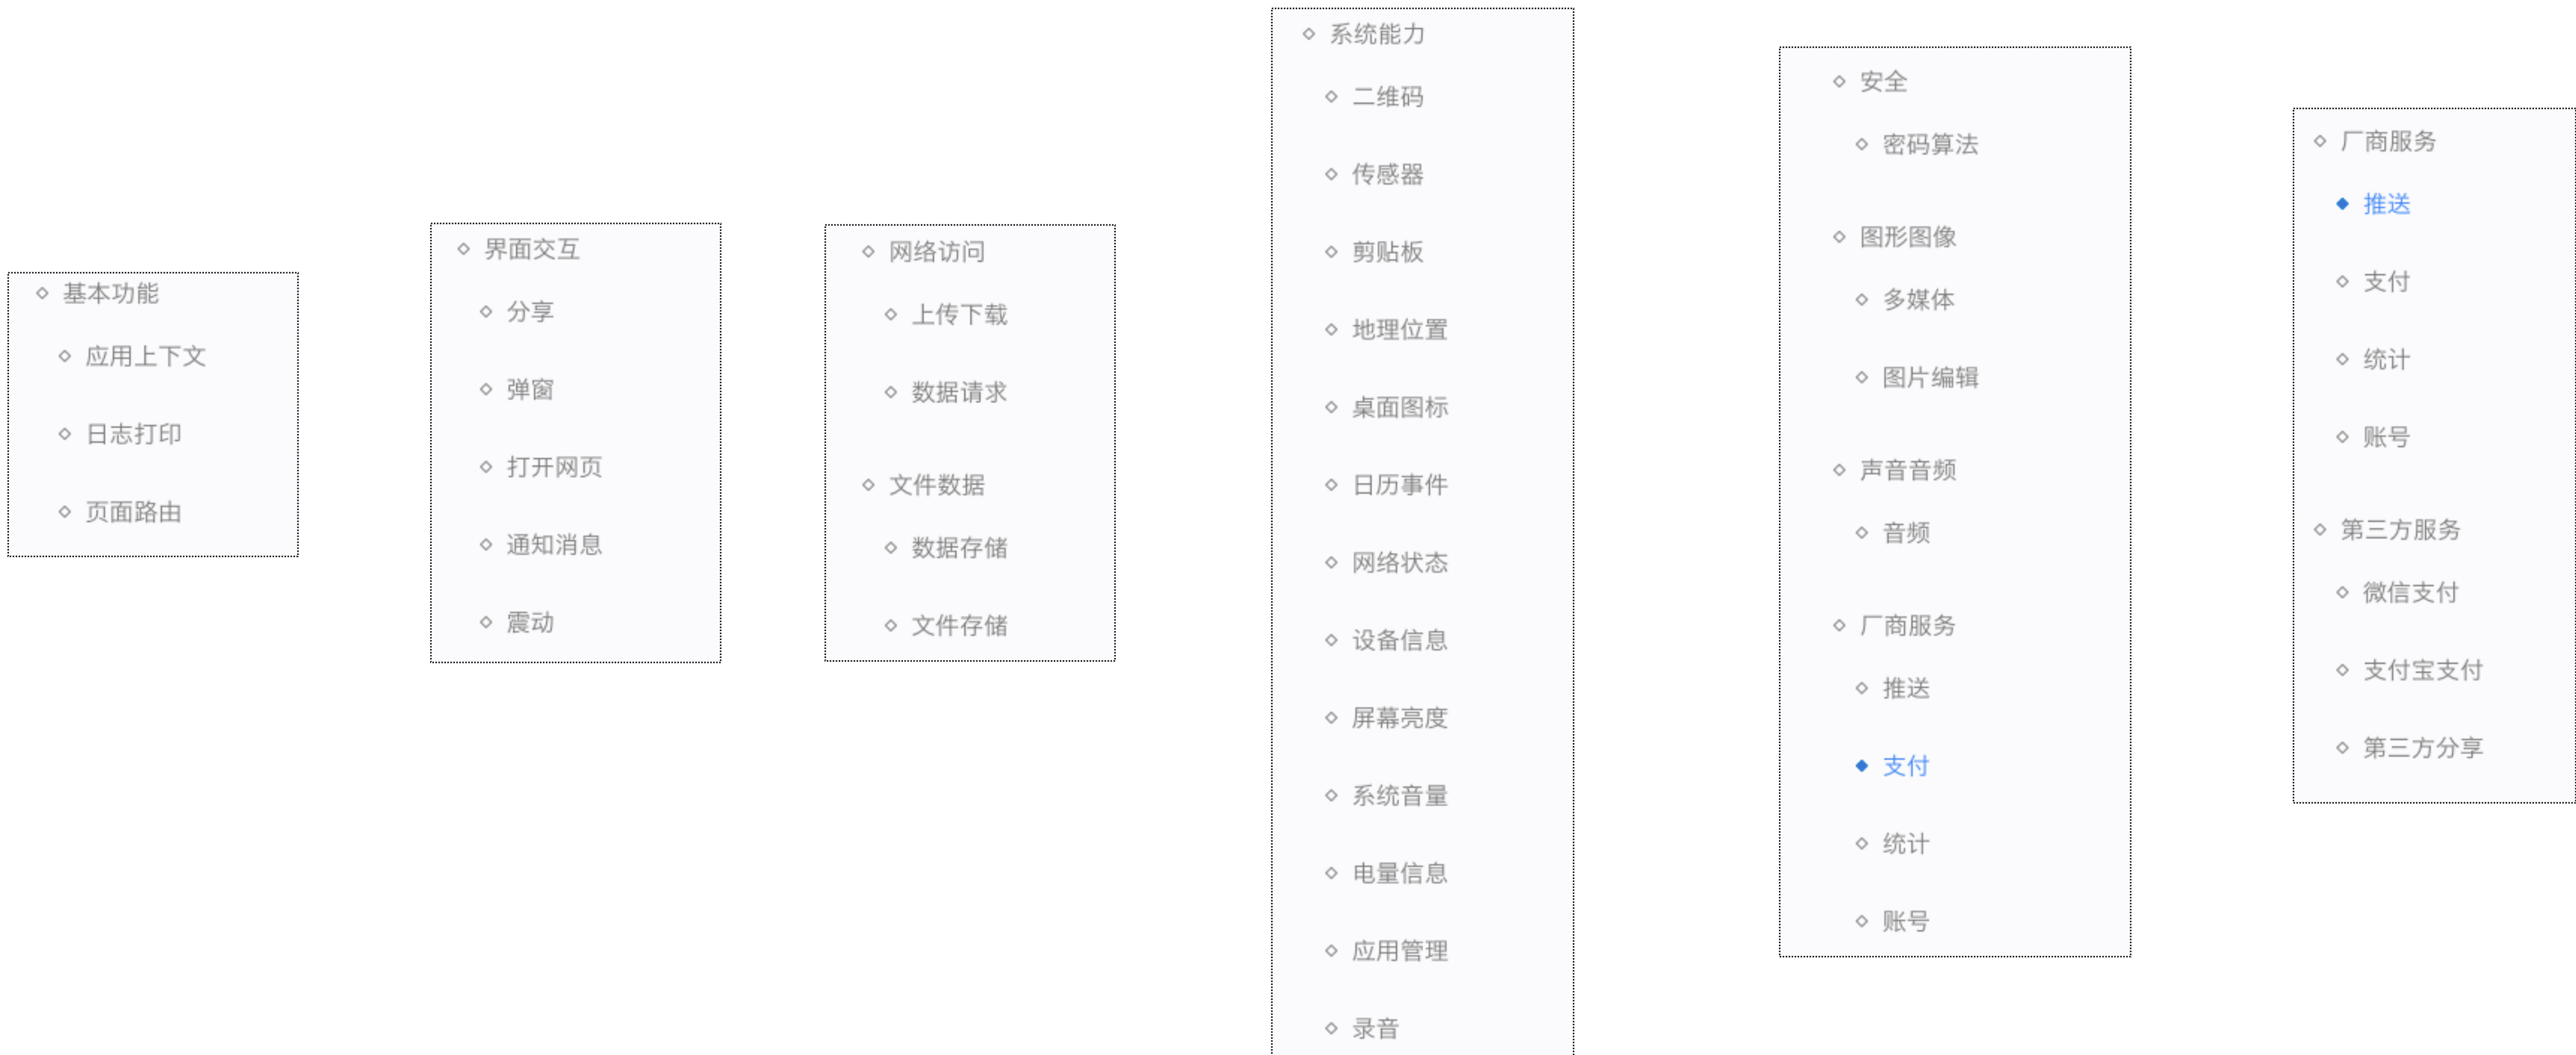 基本功能
应用上下文
日志打印
页面路由
界面交互
分享
弹窗
打开网页
通知消息
震动
网络访问
上传下载
数据请求
文件数据
数据存储
文件存储
系统能力
二维码
传感器
剪贴板
地理位置
桌面图标
日历事件
网络状态
设备信息
屏幕亮度
系统音量
电量信息
应用管理
录音
安全
密码算法
图形图像
多媒体
图片编辑
声音音频
音频
厂商服务
推送
支付
统计
账号
厂商服务
推送
支付
统计
账号
第三方服务
微信支付
支付宝支付
第三方分享